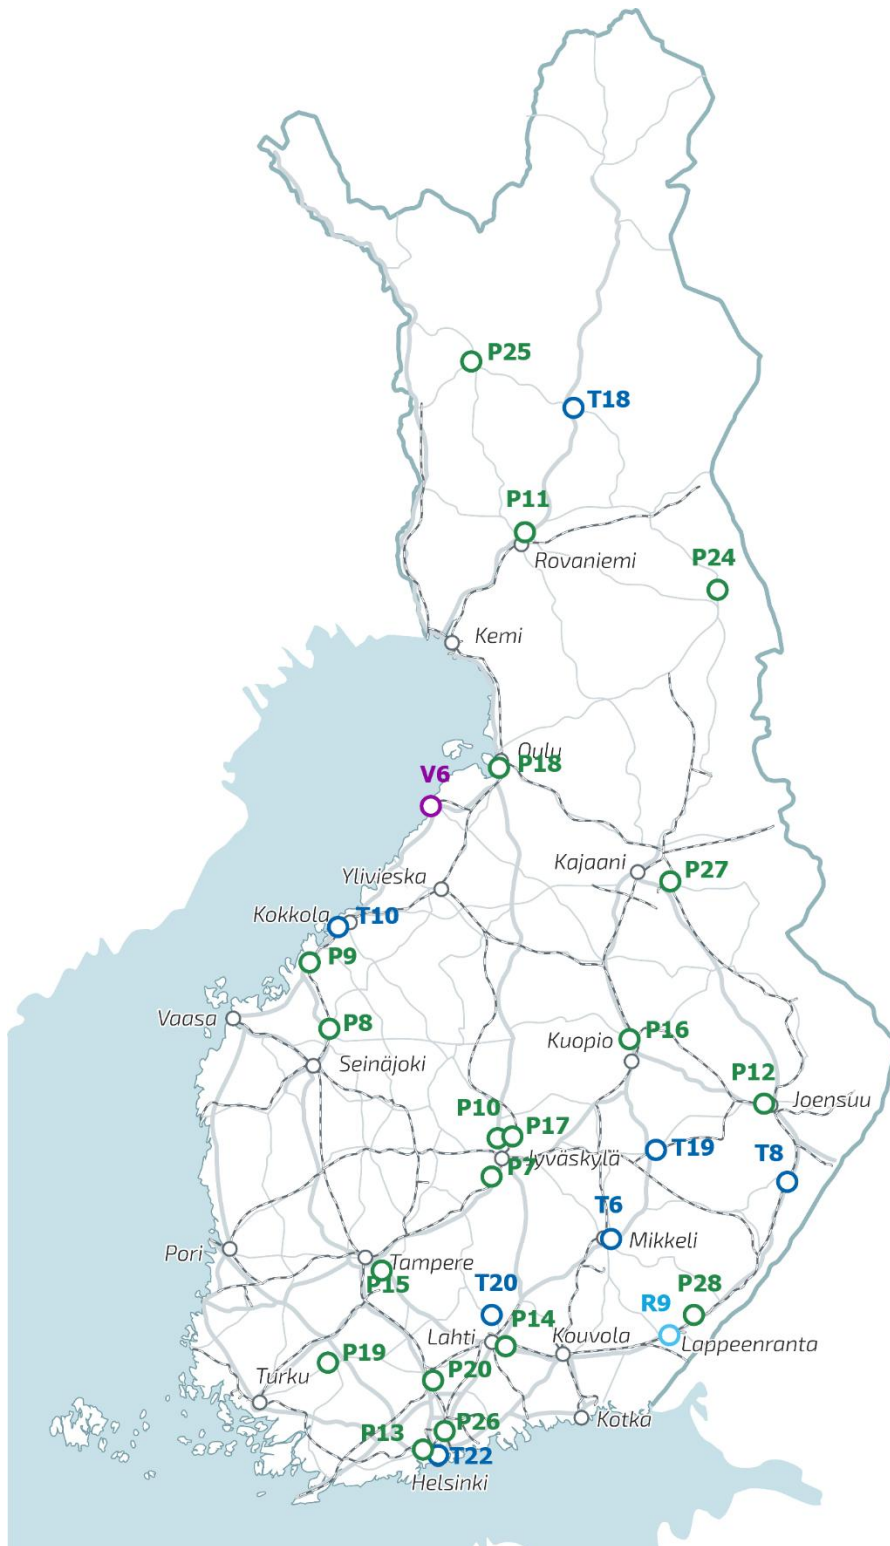 P25
T18
P11
Rovaniemi
P24
Kemi
Oulu
P18
V6
Kajaani
P27
Ylivieska
Kokkola
T10
P9
Vaasa
P8
Kuopio
P16
Seinäjoki
P12
Joensuu
P10
P17
Jyväskylä
T19
P7
T8
T6
Mikkeli
Pori
Tampere
P15
T20
P28
R9
Lahti
P14
Kouvola
Lappeenranta
P19
Turku
P20
Kotka
P26
P13
T22
Helsinki